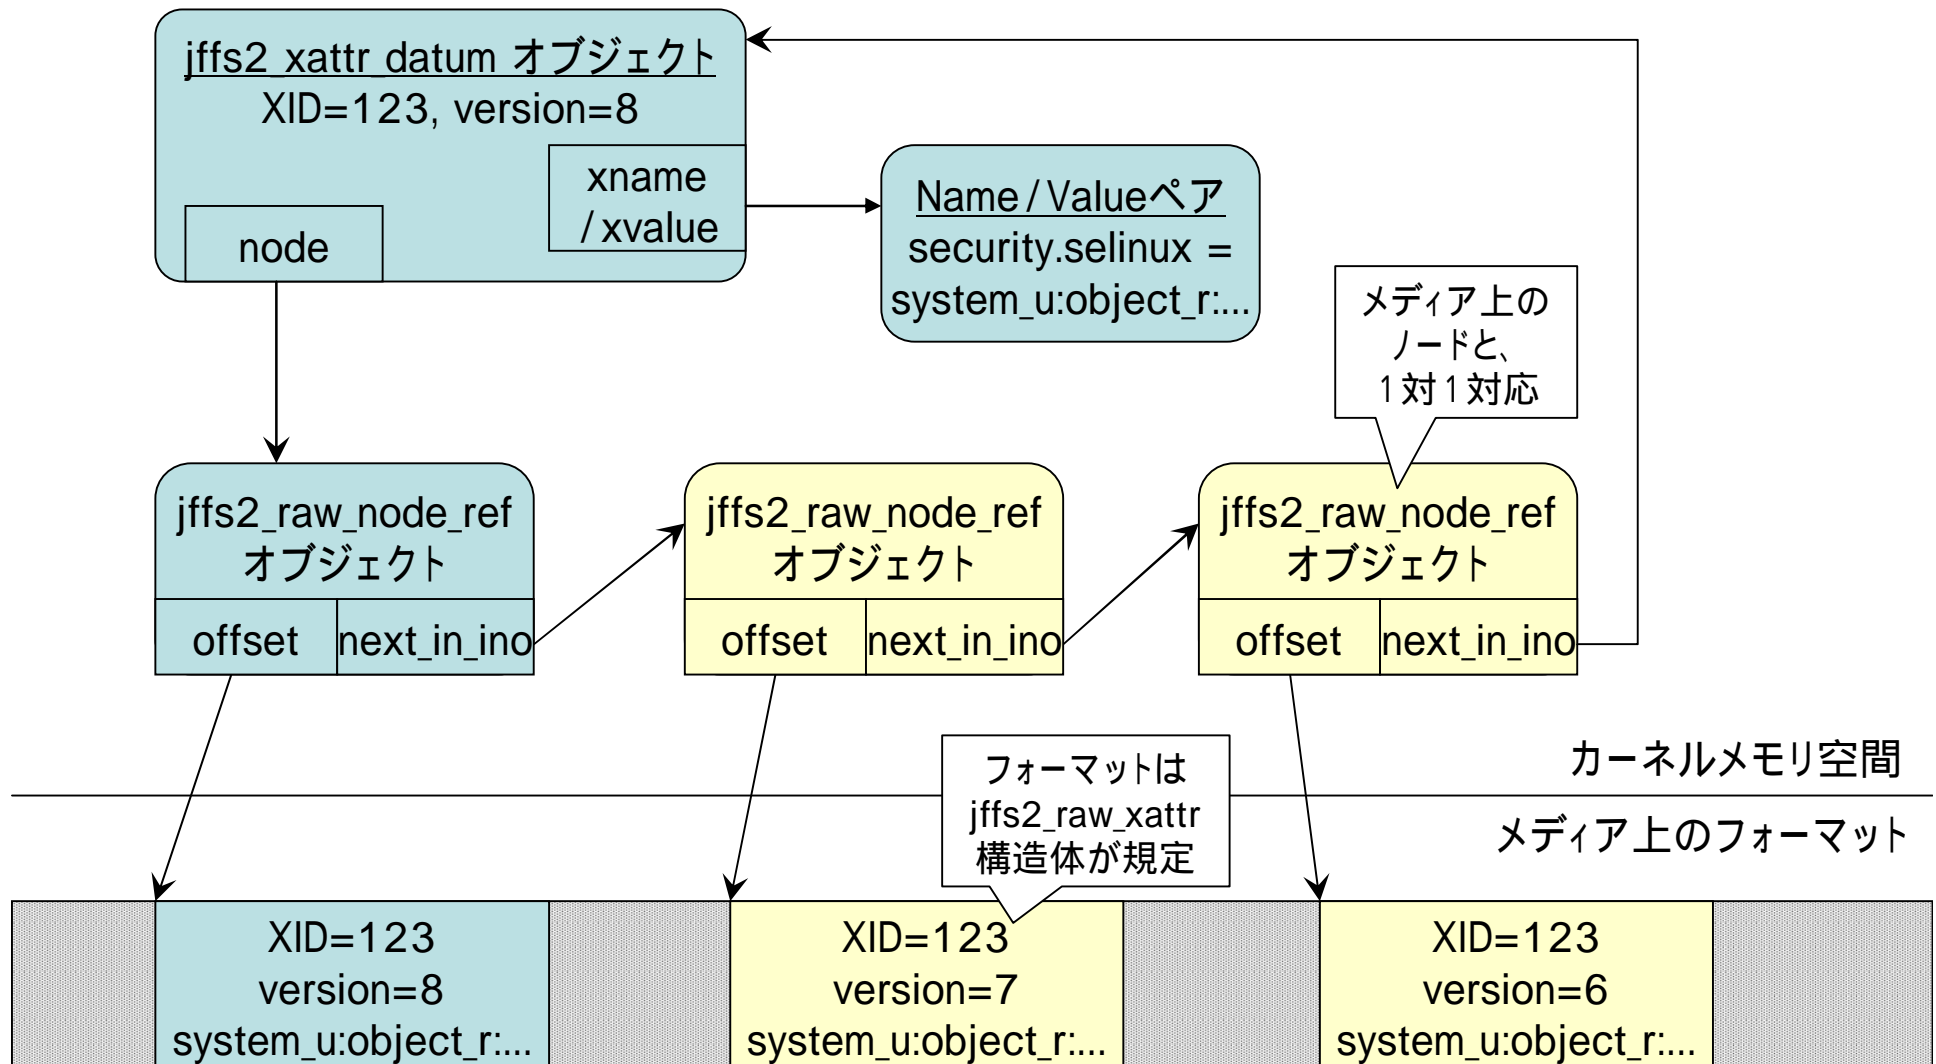 jffs2_xattr_datum オブジェクト
XID=123, version=8
xname
/xvalue
node
Name/Valueペア
security.selinux =
system_u:object_r:...
メディア上の
ノードと、
1対1対応
jffs2_raw_node_ref
オブジェクト
offset
next_in_ino
jffs2_raw_node_ref
オブジェクト
offset
next_in_ino
jffs2_raw_node_ref
オブジェクト
offset
next_in_ino
カーネルメモリ空間
フォーマットは
jffs2_raw_xattr
構造体が規定
メディア上のフォーマット
XID=123
version=8
system_u:object_r:...
XID=123
version=7
system_u:object_r:...
XID=123
version=6
system_u:object_r:...